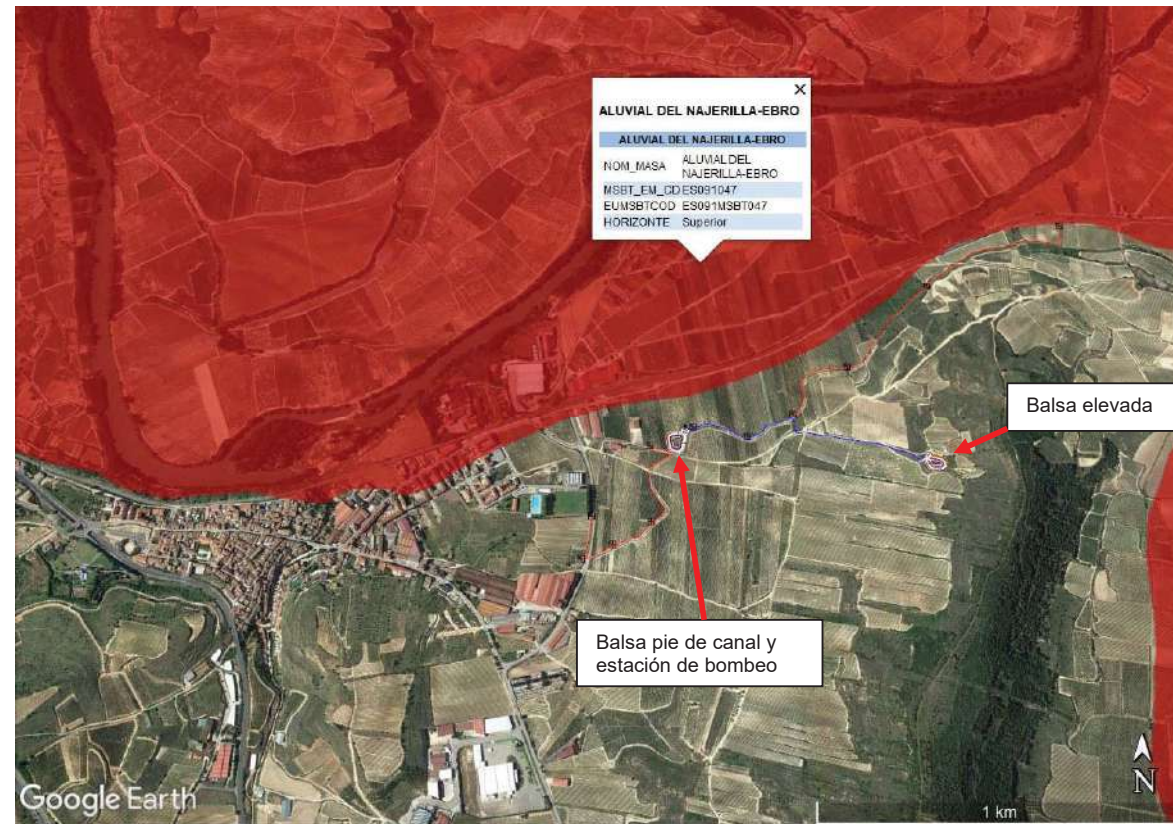 ALUVIAL DEL NAJERILLA-EBRO
ALUVIAL DEL NAJERILLA-EBRO
NOM_MASA ALUVIAL DEL
NAJERILLA-EBRO
MSBT_EM_CD ES091047
EUMSBTCOD ES091MSBT047
HORIZONTE Superior
Balsa elevada
Balsa pie de canal y
estación de bombeo
N
Google Earth
1 km